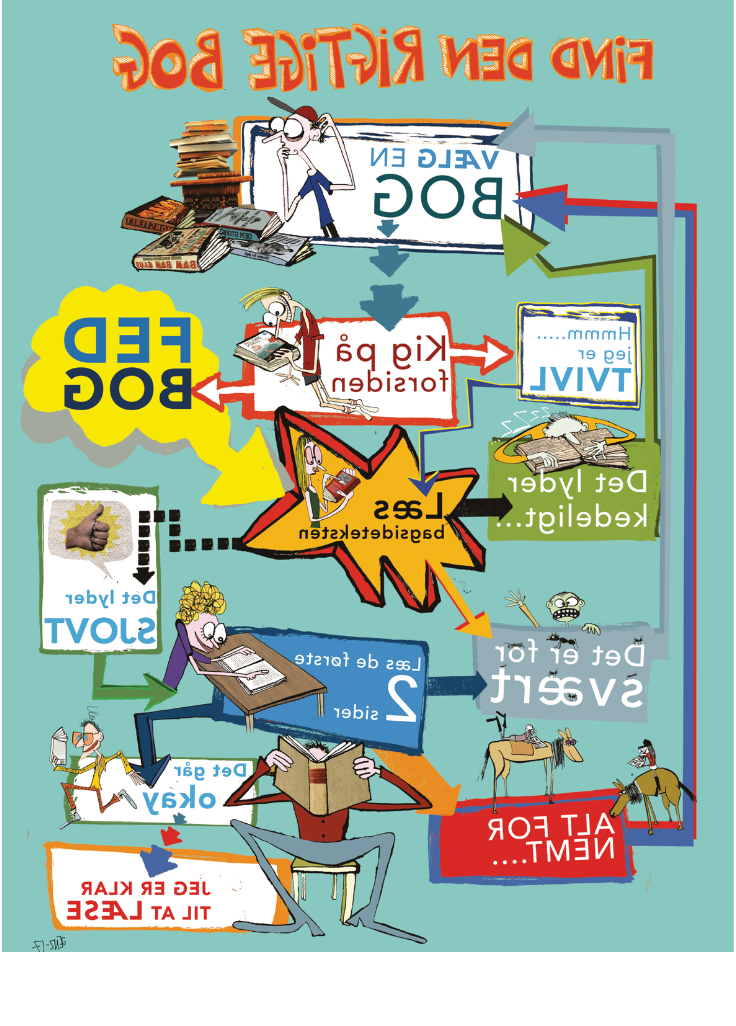 FiND DEN RiGTiGE BOG
VÆLG EN
BOG
Kig på
forsiden
Hmmm.....
jeg er
TVIVL
FED
BOG
Læs
bagsideteksten
Det lyder
kedeligt...
Det lyder
SJOVT
Læs de første
2
sider
Det er for
svært
Det går
okay
ALT FOR
NEMT....
JEG ER KLAR
TIL AT LÆSE